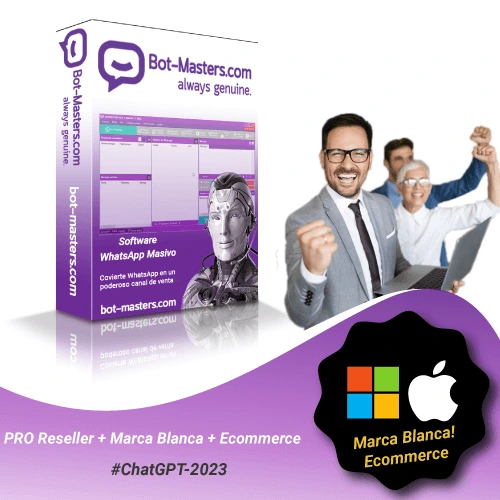 Bot-Masters.com
always genuine.
bot-masters.com
Bot-Masters.com
always genuine.
Software
WhatsApp Masivo
Covierte WhatsApp en un
poderoso canal de venta
bot-masters.com
PRO Reseller + Marca Blanca + Ecommerce
#ChatGPT-2023
Marca Blanca!
Ecommerce